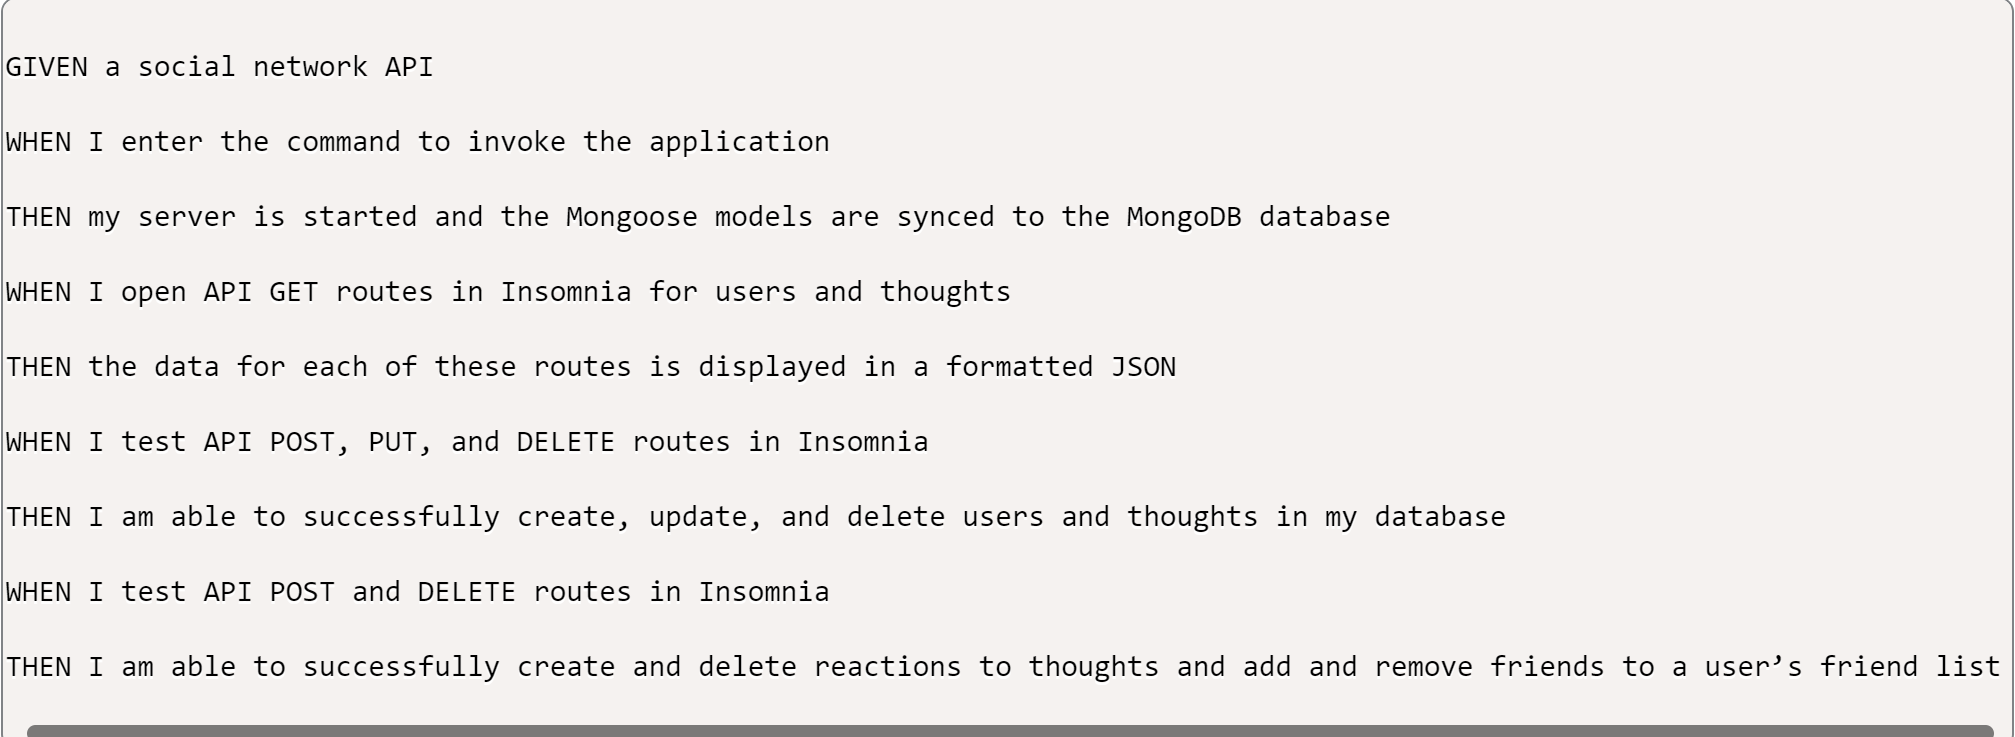 GIVEN a social network API
WHEN I enter the command to invoke the application
THEN my server is started and the Mongoose models are synced to the MongoDB database
WHEN I open API GET routes in Insomnia for users and thoughts
THEN the data for each of these routes is displayed in a formatted JSON
WHEN I test API POST, PUT, and DELETE routes in Insomnia
THEN I am able to successfully create, update, and delete users and thoughts in my database
WHEN I test API POST and DELETE routes in Insomnia
THEN I am able to successfully create and delete reactions to thoughts and add and remove friends to a user’s friend list